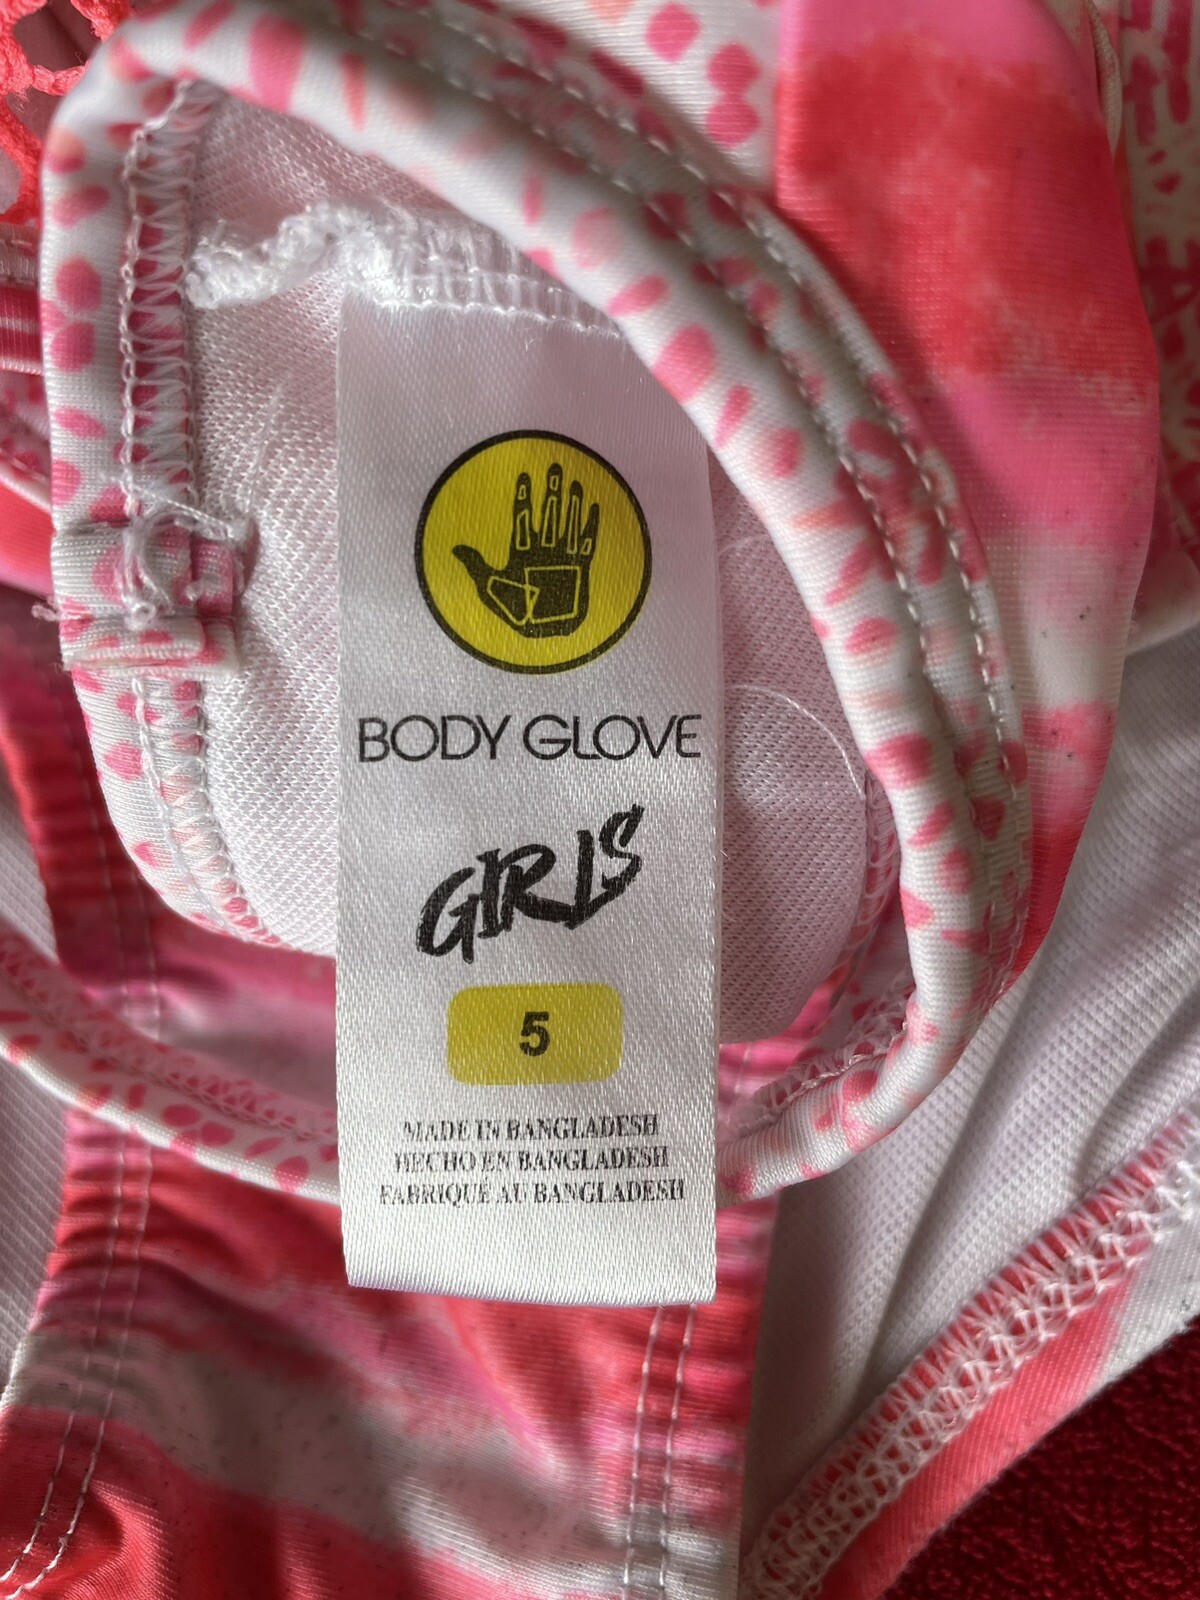 BODY GLOVE
GIRLS
5
MADE IN BANGLADESH
HECHO EN BANGLADESH
FABRIQUÉ AU BANGLADESH